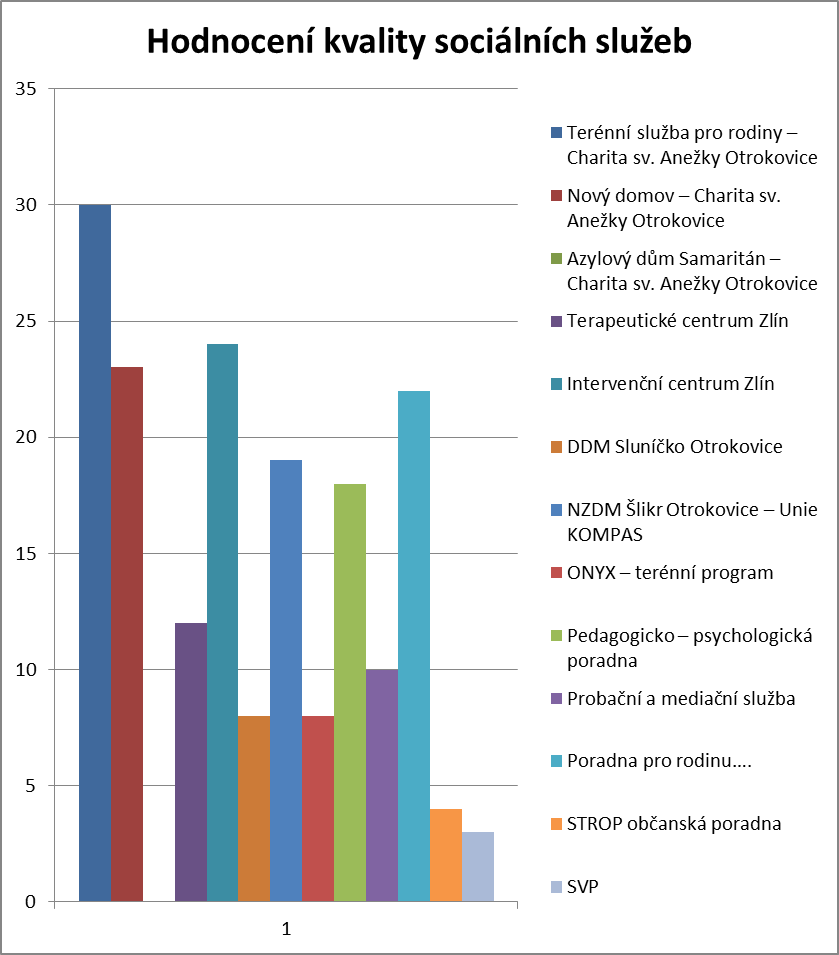 Hodnocení kvality sociálních služeb
35
30
25
20
15
10
5
0
1
Terénní služba pro rodiny –
Charita sv. Anežky Otrokovice
Nový domov – Charita sv.
Anežky Otrokovice
Azylový dům Samaritán –
Charita sv. Anežky Otrokovice
Terapeutické centrum Zlín
Intervenční centrum Zlín
DDM Sluníčko Otrokovice
NZDM Šlikr Otrokovice – Unie
KOMPAS
ONYX – terénní program
Pedagogicko – psychologická
poradna
Probační a mediační služba
Poradna pro rodinu....
STROP občanská poradna
SVP